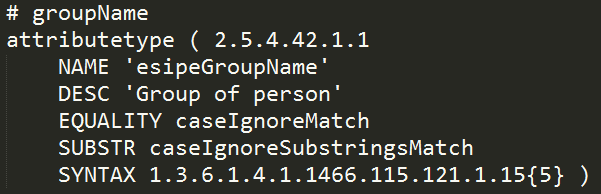 # groupName
attributetype ( 2.5.4.42.1.1
NAME 'esipeGroupName'
DESC 'Group of person'
EQUALITY caseIgnoreMatch
SUBSTR caseIgnoreSubstringsMatch
SYNTAX 1.3.6.1.4.1.1466.115.121.1.15{5} )